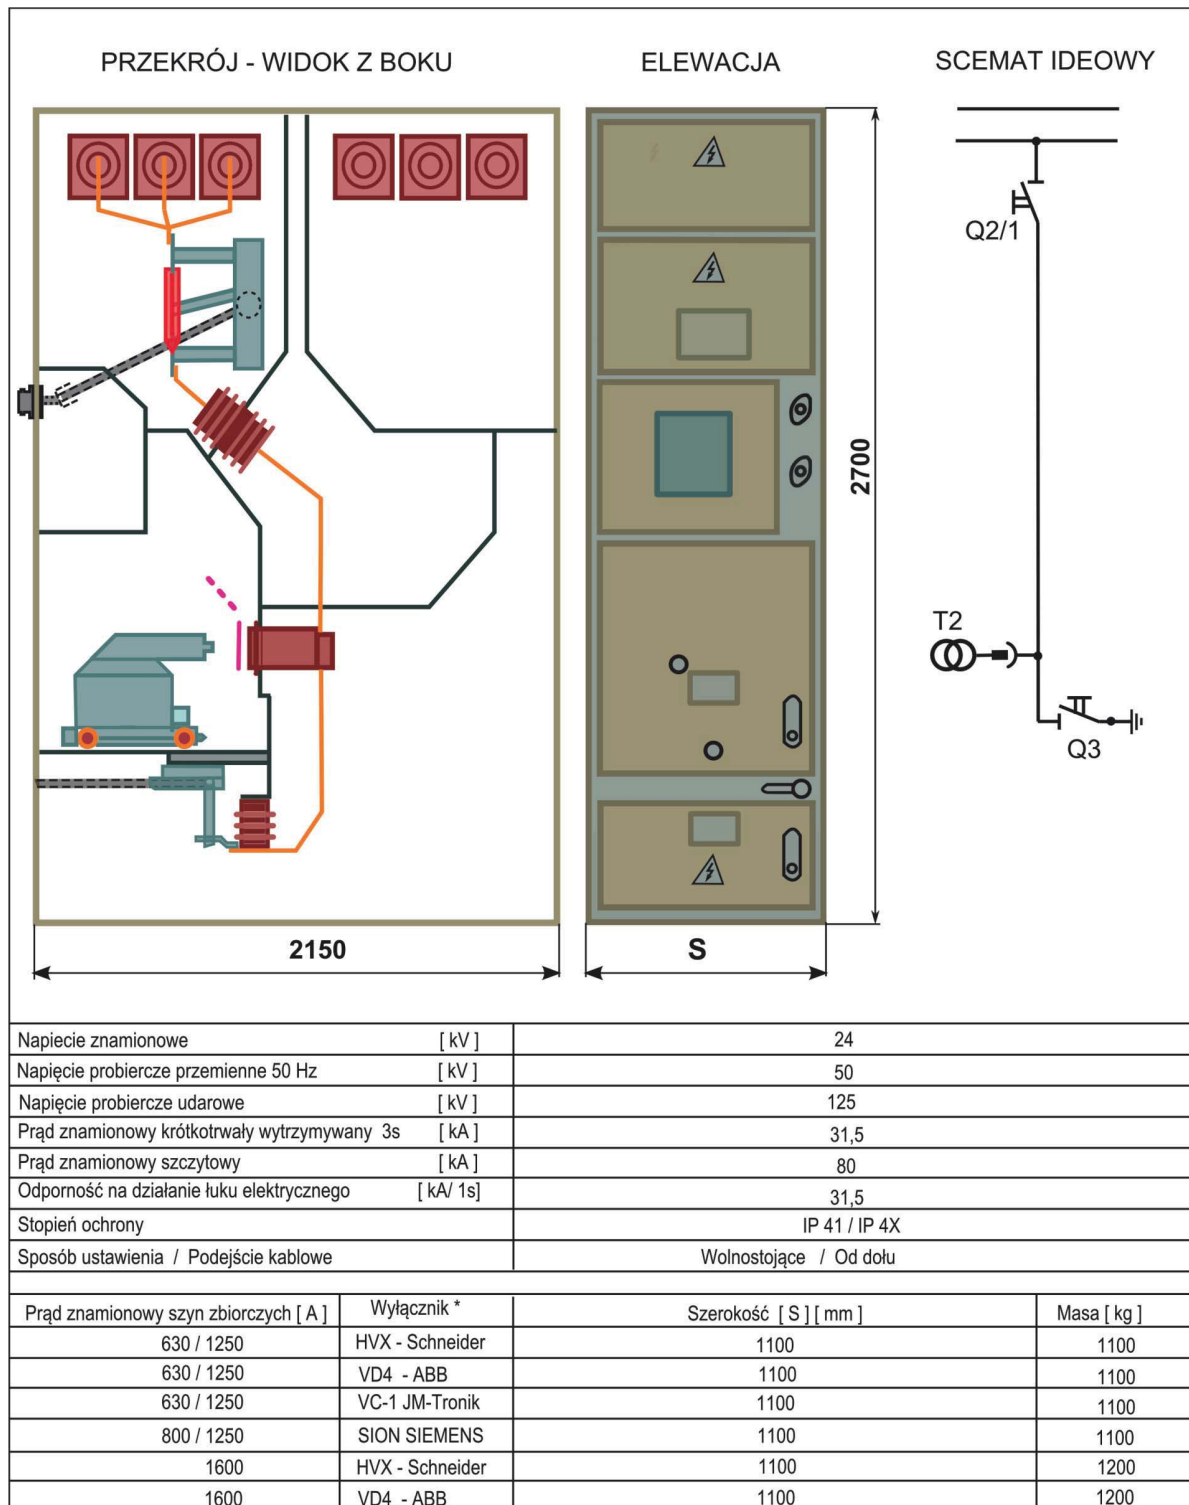 PRZEKRÓJ - WIDOK Z BOKU
ELEWACJA
SCEMAT IDEOWY
Q2/1
2700
T2
Q3
2150
S
Napiecie znamionowe [ kV ] 24
Napięcie probiercze przemienne 50 Hz [ kV ] 50
Napięcie probiercze udarowe [ kV ] 125
Prąd znamionowy krótkotrwały wytrzymywany 3s [ kA ] 31,5
Prąd znamionowy szczytowy [ kA ] 80
Odporność na działanie łuku elektrycznego [ kA/ 1s] 31,5
Stopień ochrony IP 41 / IP 4X
Sposób ustawienia / Podejście kablowe Wolnostojące / Od dołu
Prąd znamionowy szyn zbiorczych [ A ] Wyłącznik * Szerokość [ S ] [ mm ] Masa [ kg ]
630 / 1250 HVX - Schneider 1100 1100
630 / 1250 VD4 - ABB 1100 1100
630 / 1250 VC-1 JM-Tronik 1100 1100
800 / 1250 SION SIEMENS 1100 1100
1600 HVX - Schneider 1100 1200
1600 VD4 - ABB 1100 1200